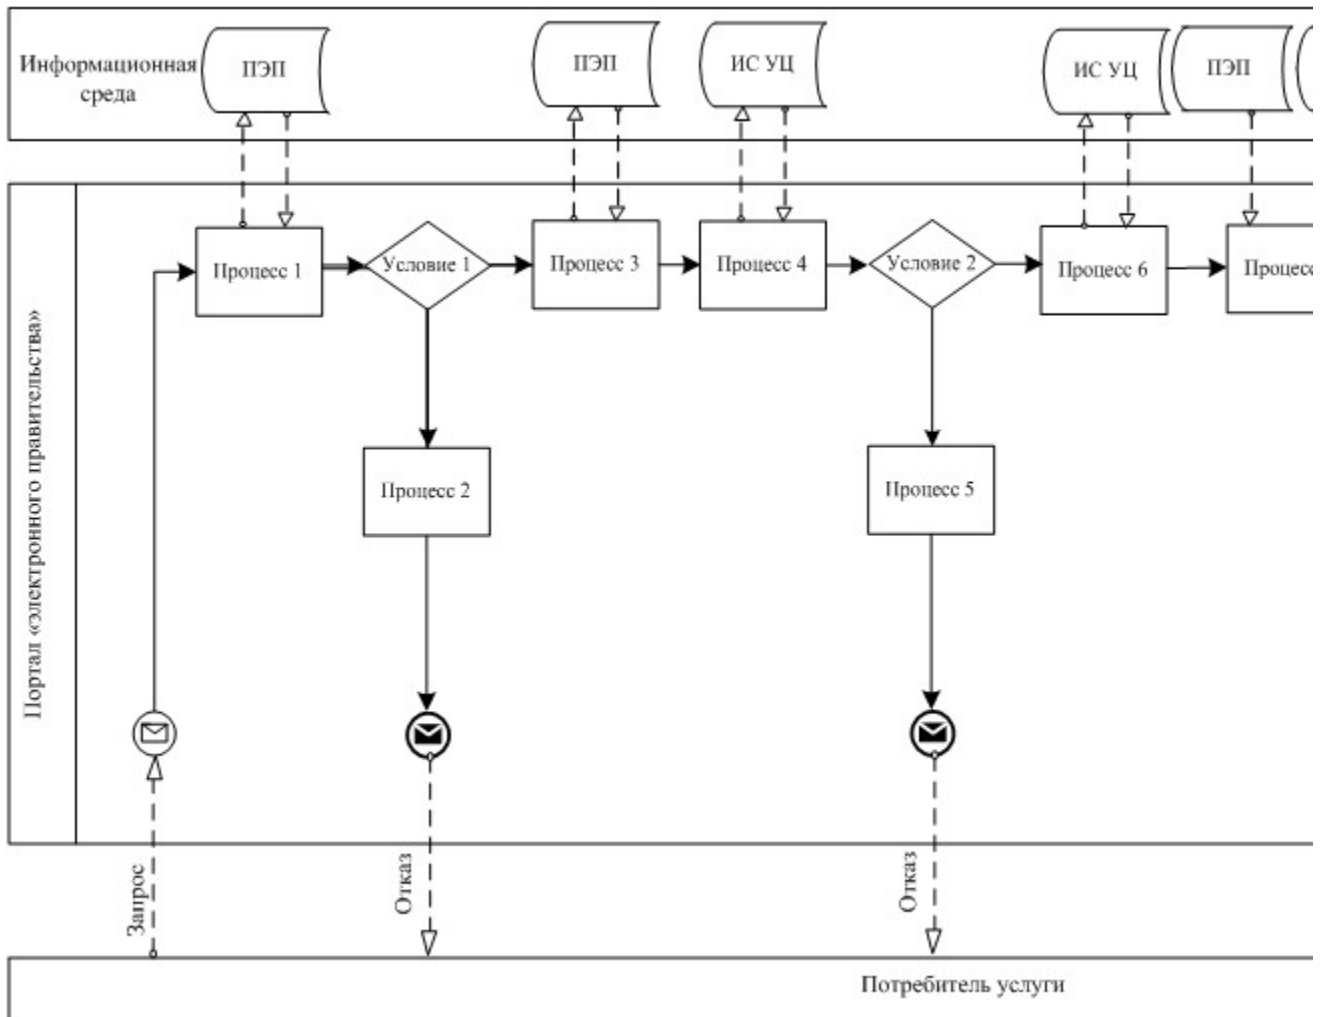 Информационная
среда
ПЭП
ПЭП
ИС УЦ
ИС УЦ
ПЭП
Портал «электронного правительства»
Процесс 1
Условие 1
Процесс 3
Процесс 4
Условие 2
Процесс 6
Процесс
Процесс 2
Процесс 5
Запрос
Отказ
Отказ
Потребитель услуги